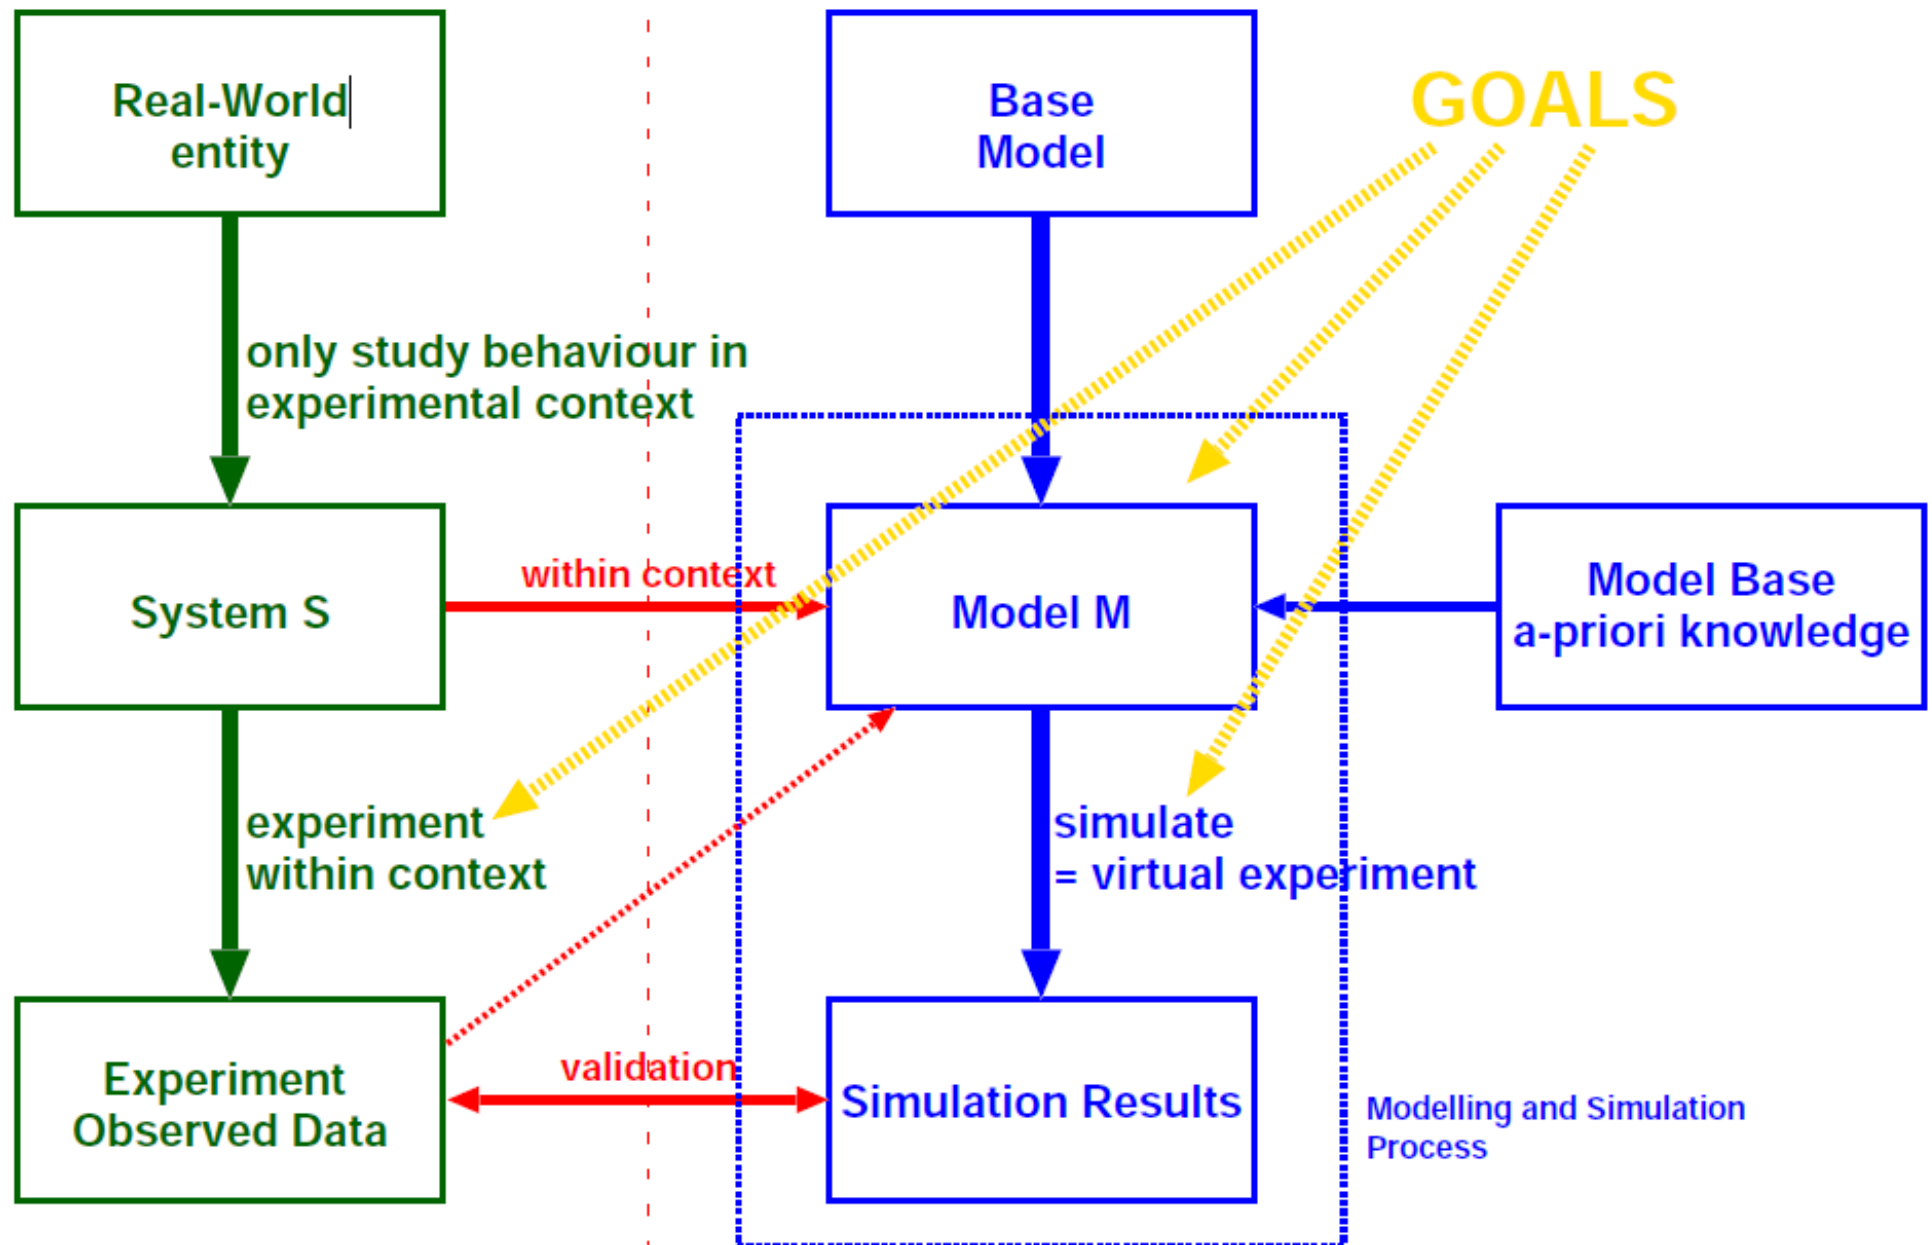 Real-World
entity
Base
Model
GOALS
only study behaviour in
experimental context
within context
System S
Model M
Model Base
a-priori knowledge
experiment
within context
simulate
= virtual experiment
validation
Experiment
Observed Data
Simulation Results
Modelling and Simulation
Process